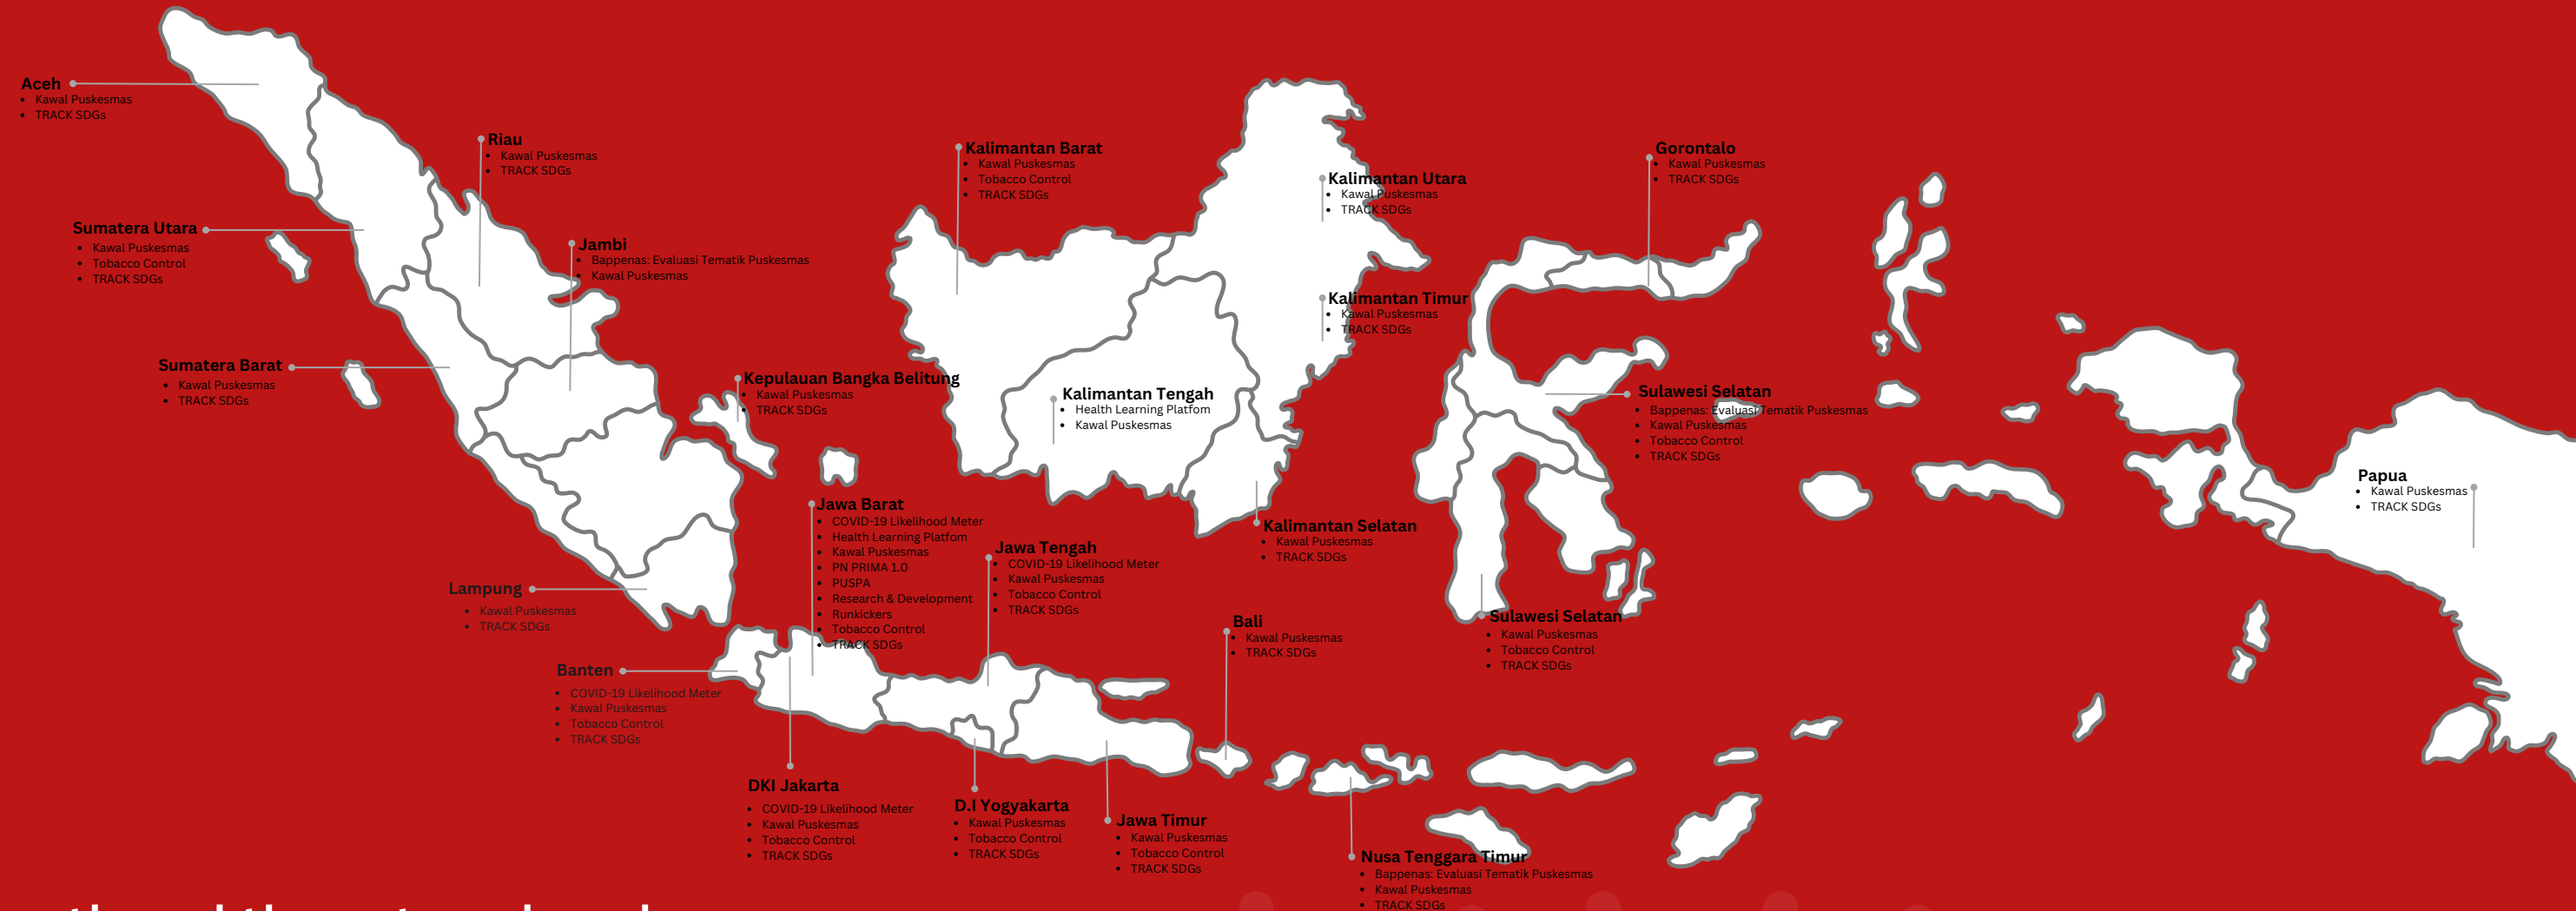 Aceh
• Kawal Puskesmas
• TRACK SDGs
Riau
• Kawal Puskesmas
• TRACK SDGs
Kalimantan Barat
• Kawal Puskesmas
• Tobacco Control
• TRACK SDGs
Gorontalo
• Kawal Puskesmas
• TRACK SDGs
Kalimantan Utara
• Kawal Puskesmas
• TRACK SDGs
Sumatera Utara
• Kawal Puskesmas
• Tobacco Control
• TRACK SDGs
Jambi
• Bappenas: Evaluasi Tematik Puskesmas
• Kawal Puskesmas
Kalimantan Timur
• Kawal Puskesmas
• TRACK SDGs
Sumatera Barat
• Kawal Puskesmas
• TRACK SDGs
Kepulauan Bangka Belitung
• Kawal Puskesmas
• TRACK SDGs
Kalimantan Tengah
• Health Learning Platfom
• Kawal Puskesmas
Sulawesi Selatan
• Bappenas: Evaluasi Tematik Puskesmas
• Kawal Puskesmas
• Tobacco Control
• TRACK SDGs
Papua
• Kawal Puskesmas
• TRACK SDGs
Jawa Barat
• COVID-19 Likelihood Meter
• Health Learning Platfom
• Kawal Puskesmas
• PN PRIMA 1.0
• PUSPA
• Research & Development
• Runkickers
• Tobacco Control
• TRACK SDGs
Kalimantan Selatan
• Kawal Puskesmas
• TRACK SDGs
Jawa Tengah
• COVID-19 Likelihood Meter
• Kawal Puskesmas
• Tobacco Control
• TRACK SDGs
Lampung
• Kawal Puskesmas
• TRACK SDGs
Bali
• Kawal Puskesmas
• TRACK SDGs
Sulawesi Selatan
• Kawal Puskesmas
• Tobacco Control
• TRACK SDGs
Banten
• COVID-19 Likelihood Meter
• Kawal Puskesmas
• Tobacco Control
• TRACK SDGs
DKI Jakarta
• COVID-19 Likelihood Meter
• Kawal Puskesmas
• Tobacco Control
• TRACK SDGs
D.I Yogyakarta
• Kawal Puskesmas
• Tobacco Control
• TRACK SDGs
Jawa Timur
• Kawal Puskesmas
• Tobacco Control
• TRACK SDGs
Nusa Tenggara Timur
• Bappenas: Evaluasi Tematik Puskesmas
• Kawal Puskesmas
• TRACK SDGs